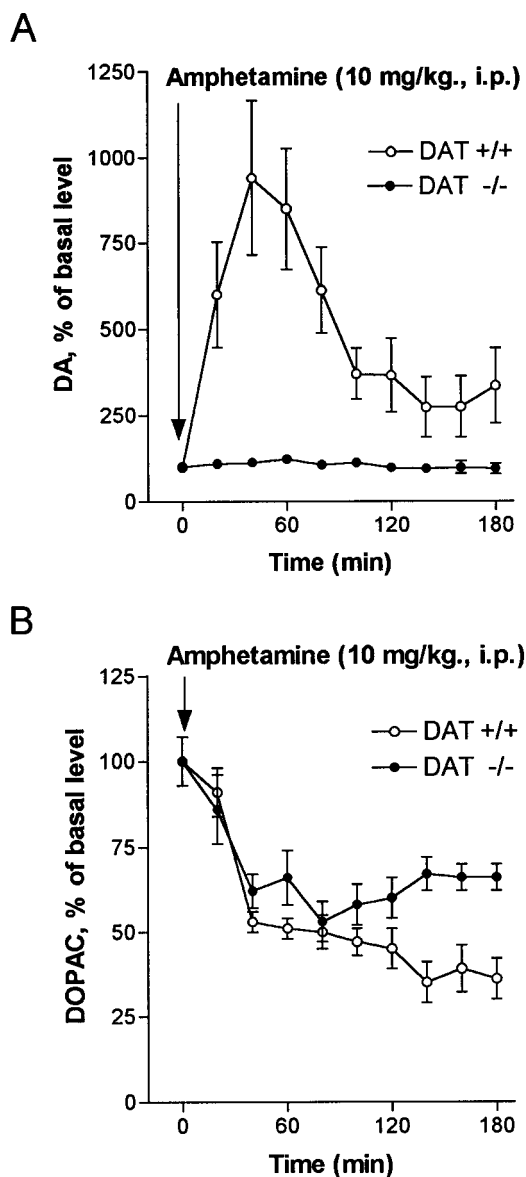 A
Amphetamine (10 mg/kg., i.p.)
DAT +/+
DAT -/-
DA, % of basal level
1250
1000
750
500
250
0
0 60 120 180
Time (min)
B
Amphetamine (10 mg/kg., i.p.)
DAT +/+
DAT -/-
DOPAC, % of basal level
125
100
75
50
25
0
0 60 120 180
Time (min)